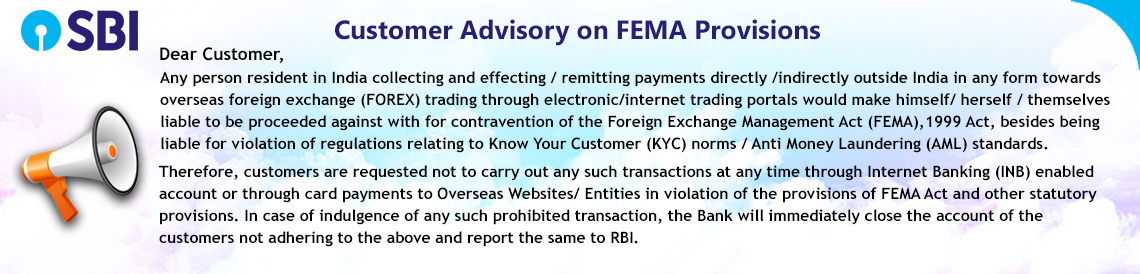 SBI
Customer Advisory on FEMA Provisions
Dear Customer,
Any person resident in India collecting and effecting / remitting payments directly /indirectly outside India in any form towards
overseas foreign exchange (FOREX) trading through electronic/internet trading portals would make himself/ herself / themselves
liable to be proceeded against with for contravention of the Foreign Exchange Management Act (FEMA),1999 Act, besides being
liable for violation of regulations relating to Know Your Customer (KYC) norms / Anti Money Laundering (AML) standards.
Therefore, customers are requested not to carry out any such transactions at any time through Internet Banking (INB) enabled
account or through card payments to Overseas Websites/ Entities in violation of the provisions of FEMA Act and other statutory
provisions. In case of indulgence of any such prohibited transaction, the Bank will immediately close the account of the
customers not adhering to the above and report the same to RBI.